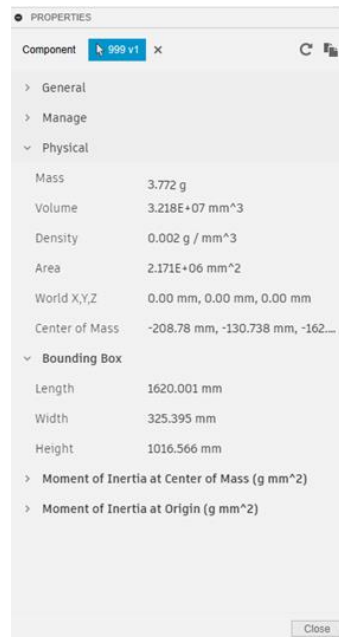 PROPERTIES
Component 999 v1 ×
> General
> Manage
Physical
Mass 3.772 g
Volume 3.218E+07 mm^3
Density 0.002 g / mm^3
Area 2.171E+06 mm^2
World X,Y,Z 0.00 mm, 0.00 mm, 0.00 mm
Center of Mass -208.78 mm, -130.738 mm, -162....
Bounding Box
Length 1620.001 mm
Width 325.395 mm
Height 1016.566 mm
> Moment of Inertia at Center of Mass (g mm^2)
> Moment of Inertia at Origin (g mm^2)
Close